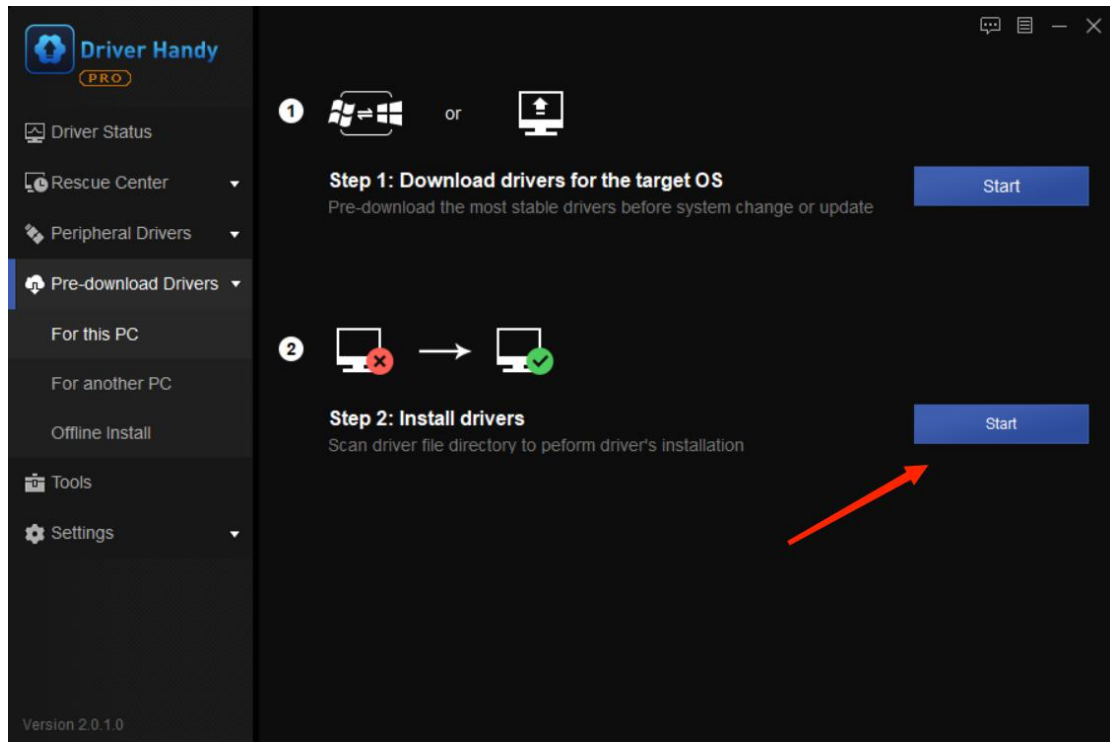 Driver Handy
PRO
Driver Status
Rescue Center
Peripheral Drivers
Pre-download Drivers
For this PC
For another PC
Offline Install
Tools
Settings
Version 2.0.1.0
1
or
Step 1: Download drivers for the target OS
Pre-download the most stable drivers before system change or update
Start
2
Step 2: Install drivers
Scan driver file directory to peform driver's installation
Start